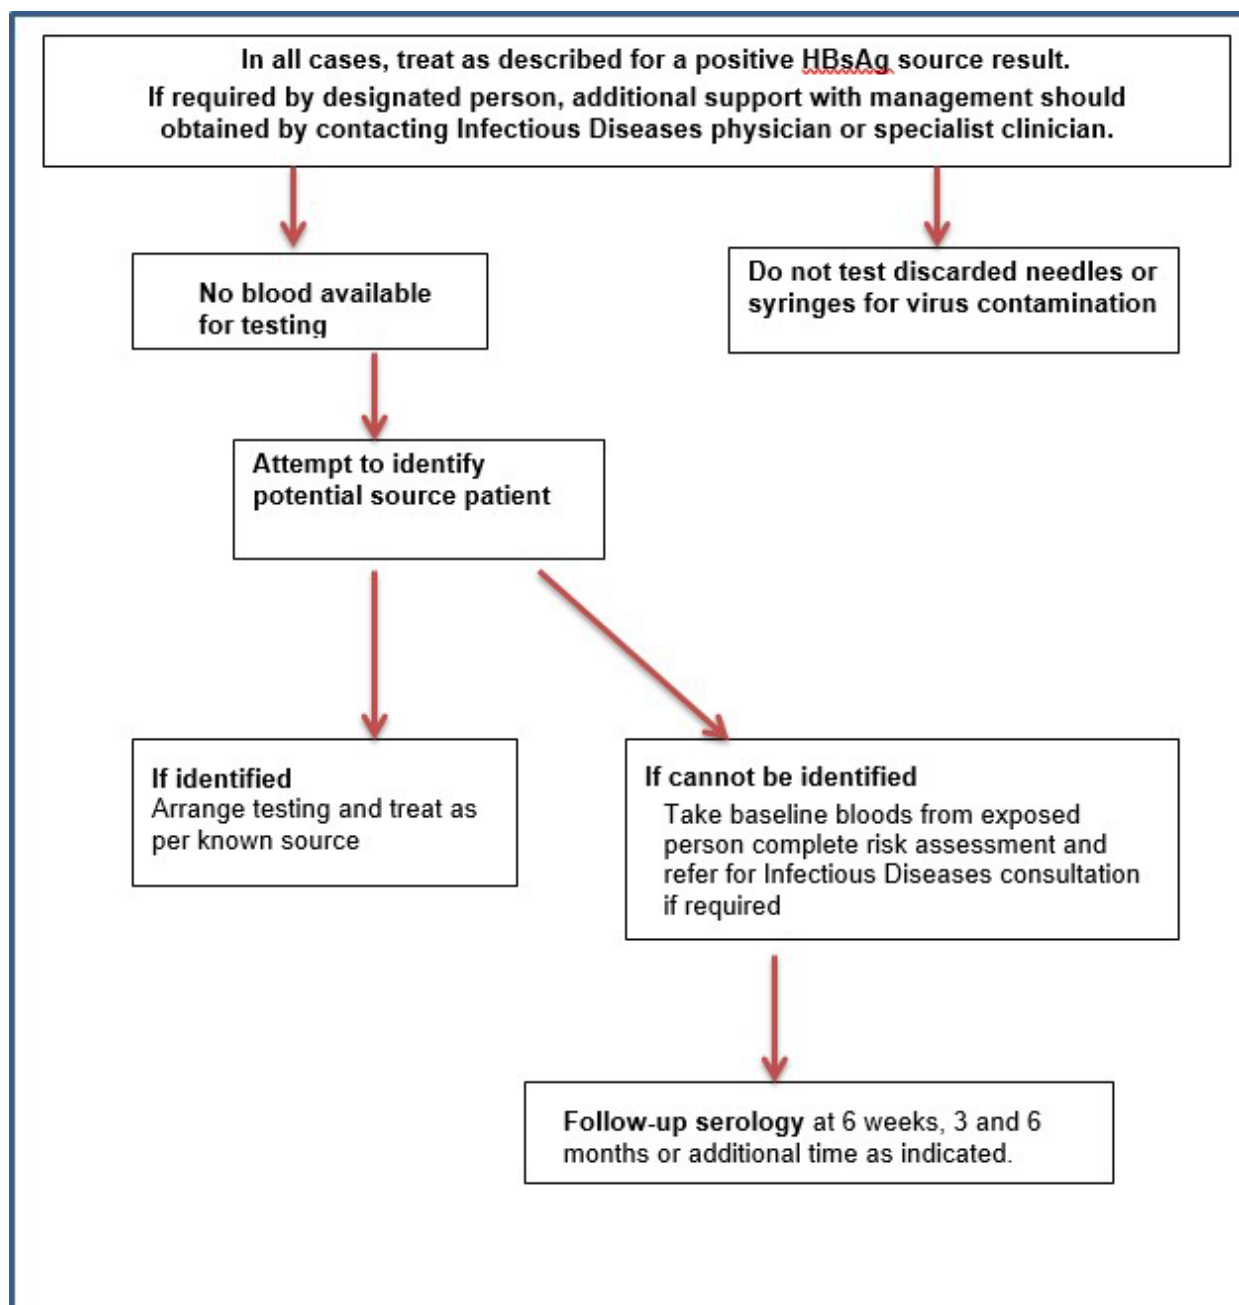 In all cases, treat as described for a positive HBsAg source result.
If required by designated person, additional support with management should
obtained by contacting Infectious Diseases physician or specialist clinician.
No blood available
for testing
Do not test discarded needles or
syringes for virus contamination
Attempt to identify
potential source patient
If identified
Arrange testing and treat as
per known source
If cannot be identified
Take baseline bloods from exposed
person complete risk assessment and
refer for Infectious Diseases consultation
if required
Follow-up serology at 6 weeks, 3 and 6
months or additional time as indicated.